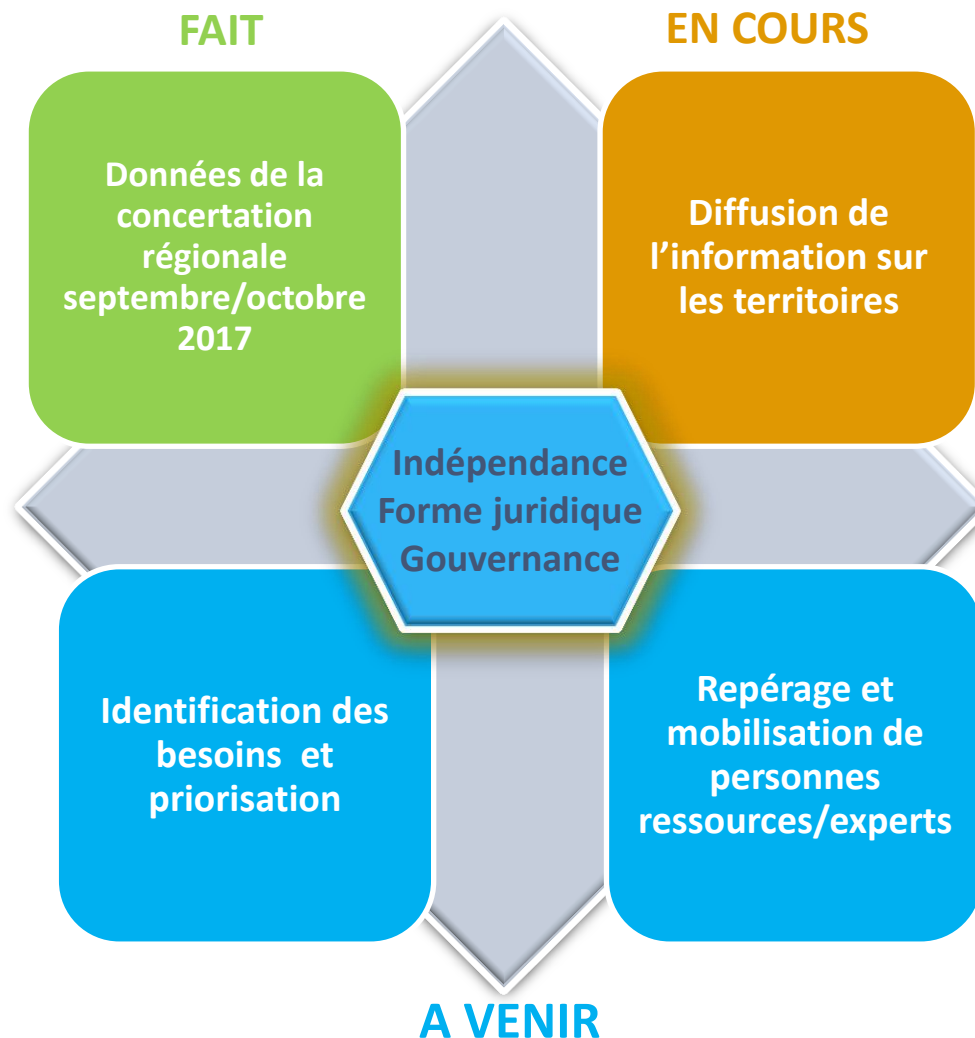 FAIT
EN COURS
Données de la
concertation
régionale
septembre/octobre
2017
Diffusion de
l’information sur
les territoires
Indépendance
Forme juridique
Gouvernance
Identification des
besoins et
priorisation
Repérage et
mobilisation de
personnes
ressources/experts
A VENIR